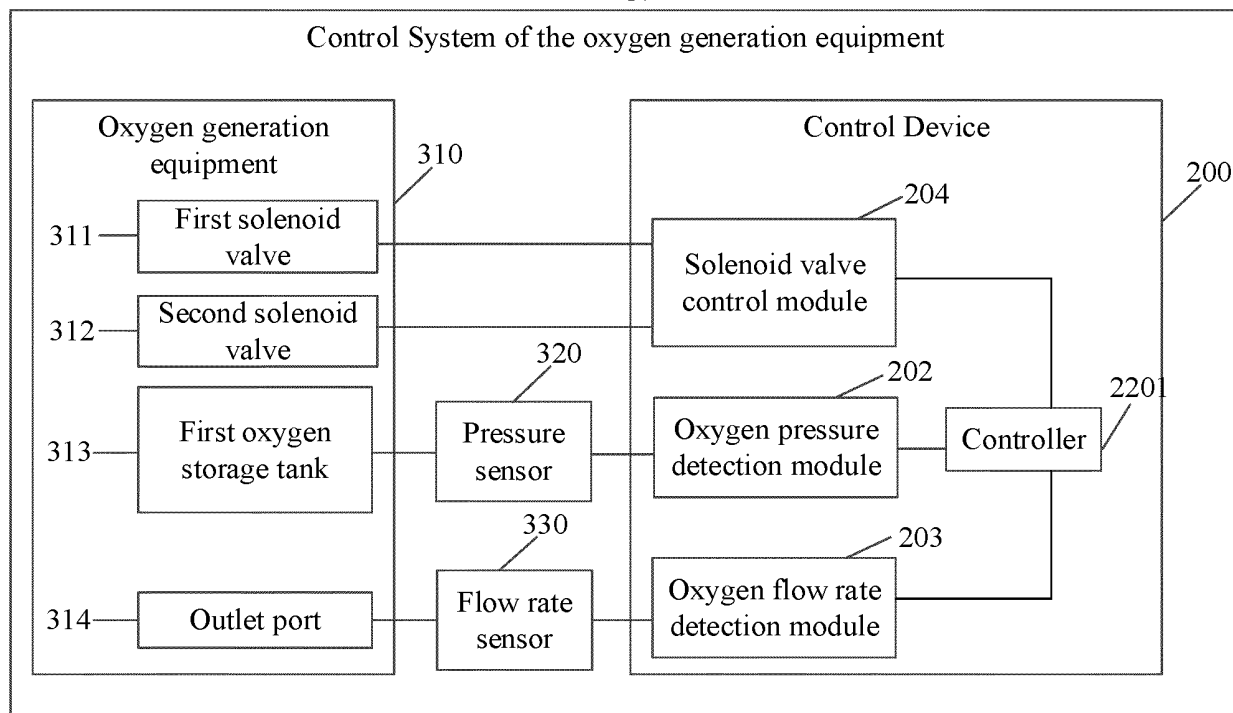 Control System of the oxygen generation equipment
Oxygen generation
equipment
Control Device
310
200
204
311
First solenoid
valve
Solenoid valve
control module
312
Second solenoid
valve
320
202
2201
313
First oxygen
storage tank
Pressure
sensor
Oxygen pressure
detection module
Controller
330
203
314
Outlet port
Flow rate
sensor
Oxygen flow rate
detection module